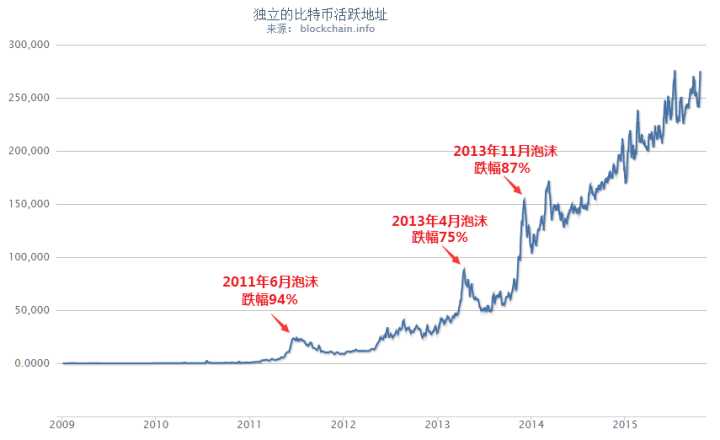 独立的比特币活跃地址
来源： blockchain.info
300,000
250,000
200,000
150,000
100,000
50,000
0.0000
2013年11月泡沫
跌幅87%
2013年4月泡沫
跌幅75%
2011年6月泡沫
跌幅94%
2009 2010 2011 2012 2013 2014 2015